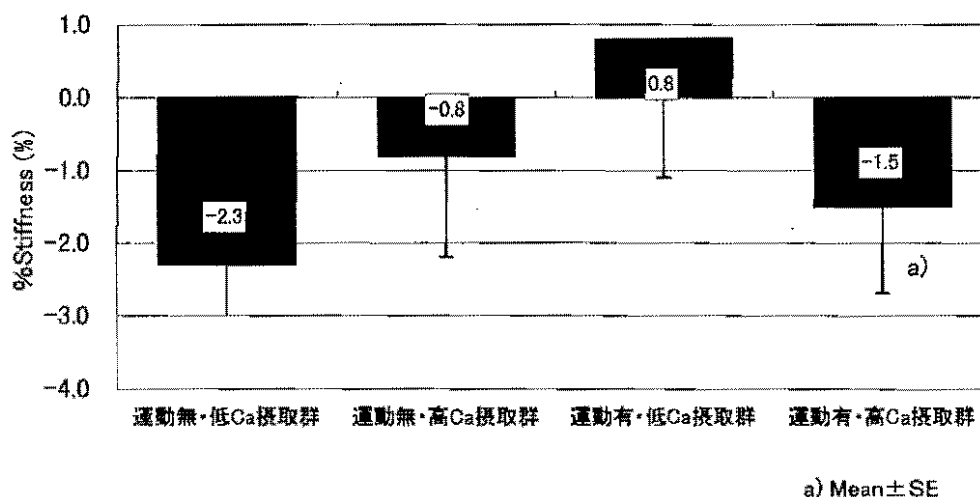 1.0
0.0
-1.0
-2.0
-3.0
-4.0
%Stiffness (%)
-2.3
-0.8
0.8
-1.5
a)
運動無・低Ca摂取群
運動無・高Ca摂取群
運動有・低Ca摂取群
運動有・高Ca摂取群
a) Mean±SE